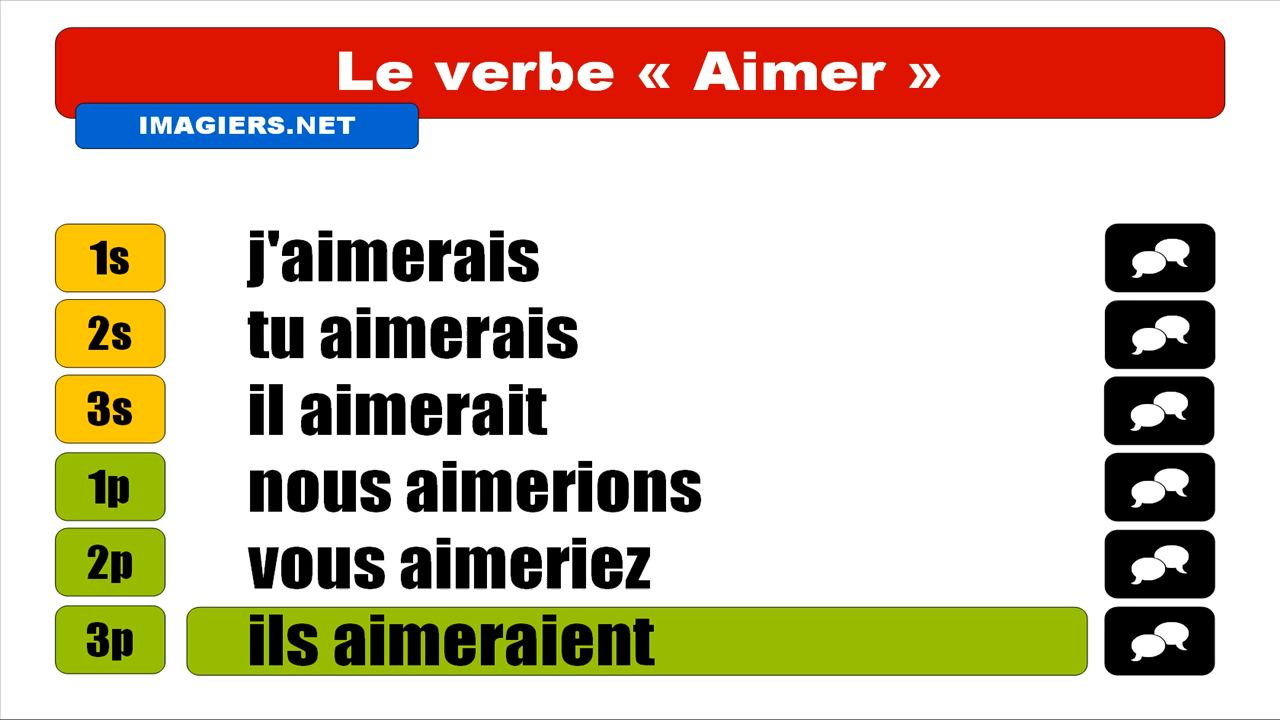 Le verbe « Aimer »
IMAGIERS.NET
1s j'aimerais
2s tu aimerais
3s il aimerait
1p nous aimerions
2p vous aimeriez
3p ils aimeraient